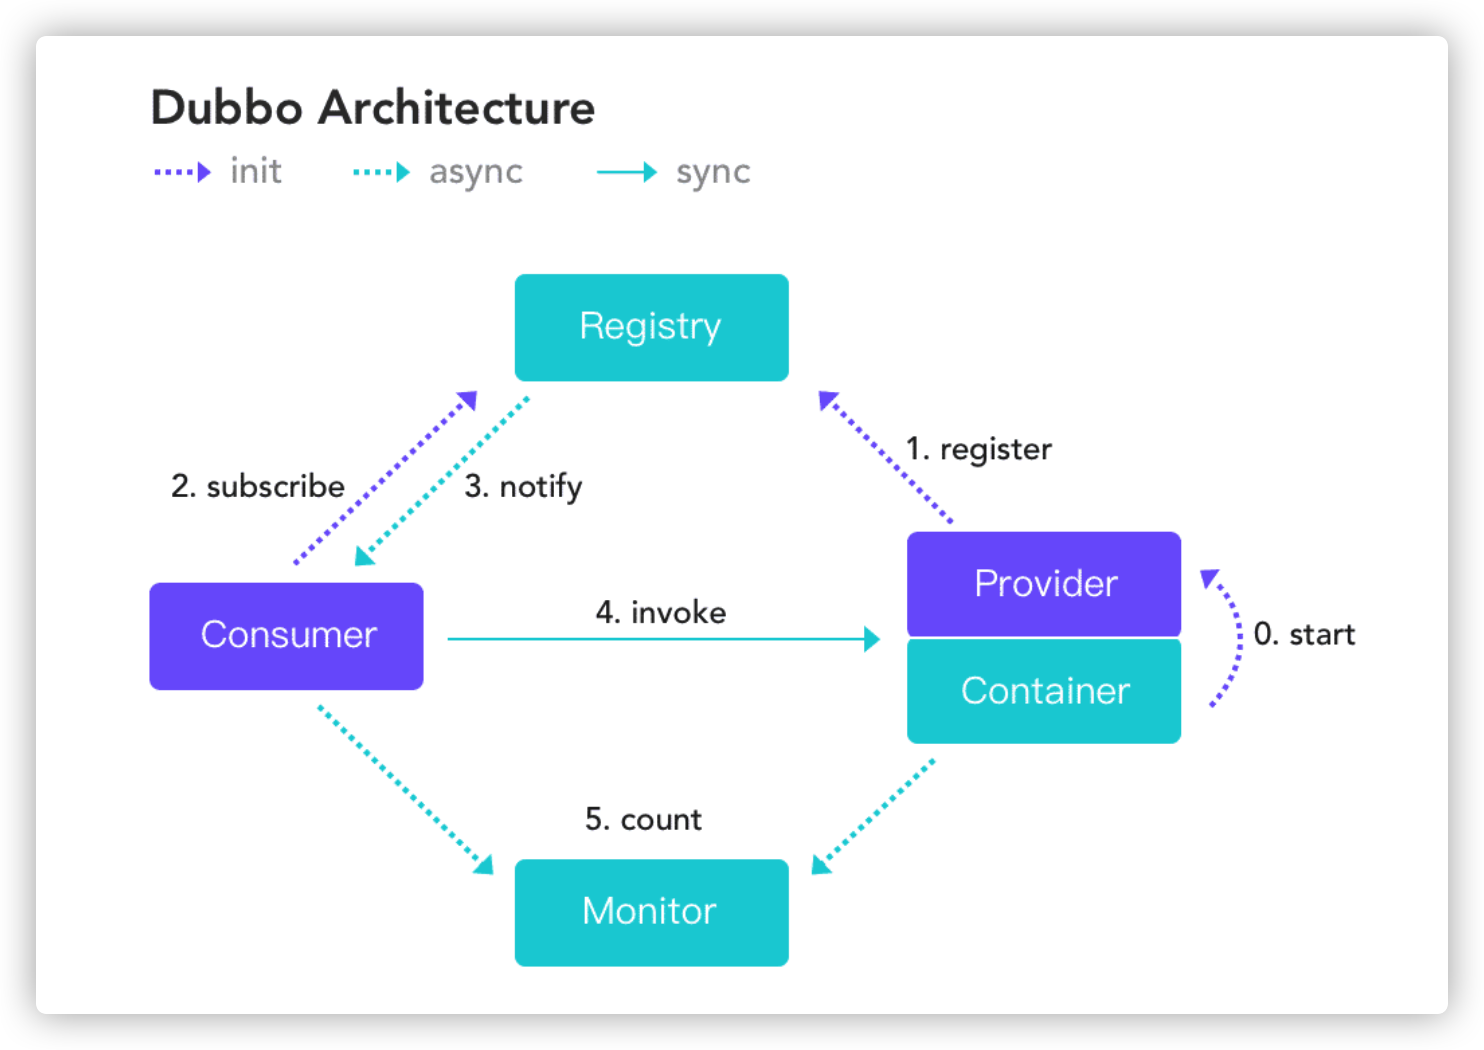 Dubbo Architecture
init async sync
Registry
1. register
2. subscribe
3. notify
Provider
4. invoke
Consumer
0. start
Container
5. count
Monitor